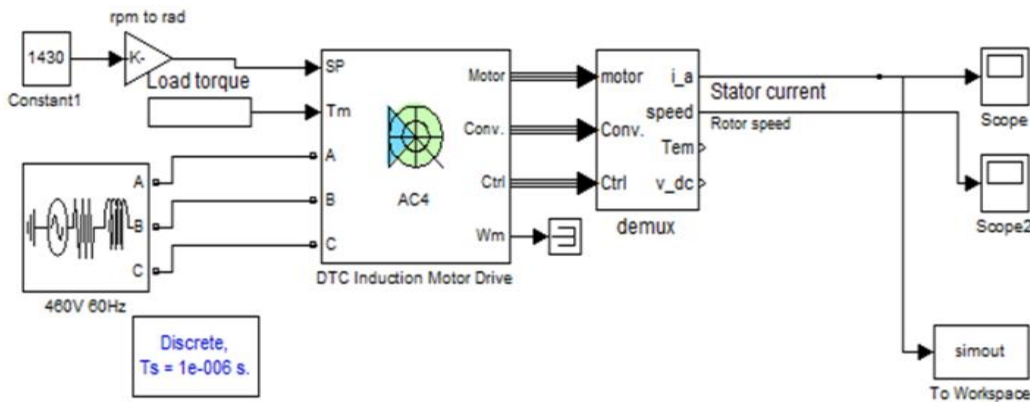 rpm to rad
1430
K-
Constant1
Load torque
SP
Tm
A
B
C
Motor
Conv.
Ctrl
Wm
AC4
DTC Induction Motor Drive
motor
Conv.
Ctrl
i_a
speed
Tem
v_dc
demux
Stator current
Rotor speed
Scope
Scope2
A
B
C
460V 60Hz
Discrete,
Ts = 1e-006 s.
simout
To Workspace